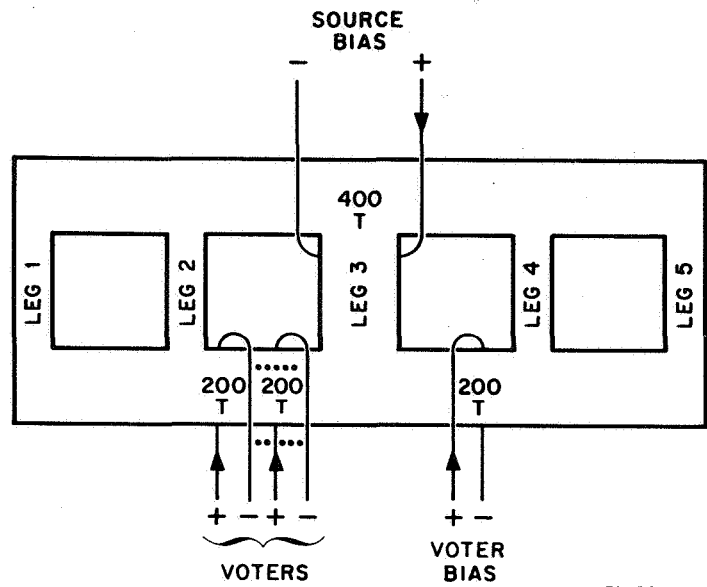 SOURCE
BIAS
− +
400
T
LEG 1
LEG 2
LEG 3
LEG 4
LEG 5
200 200
T T
200
T
+ − + −
VOTERS
+ −
VOTER
BIAS